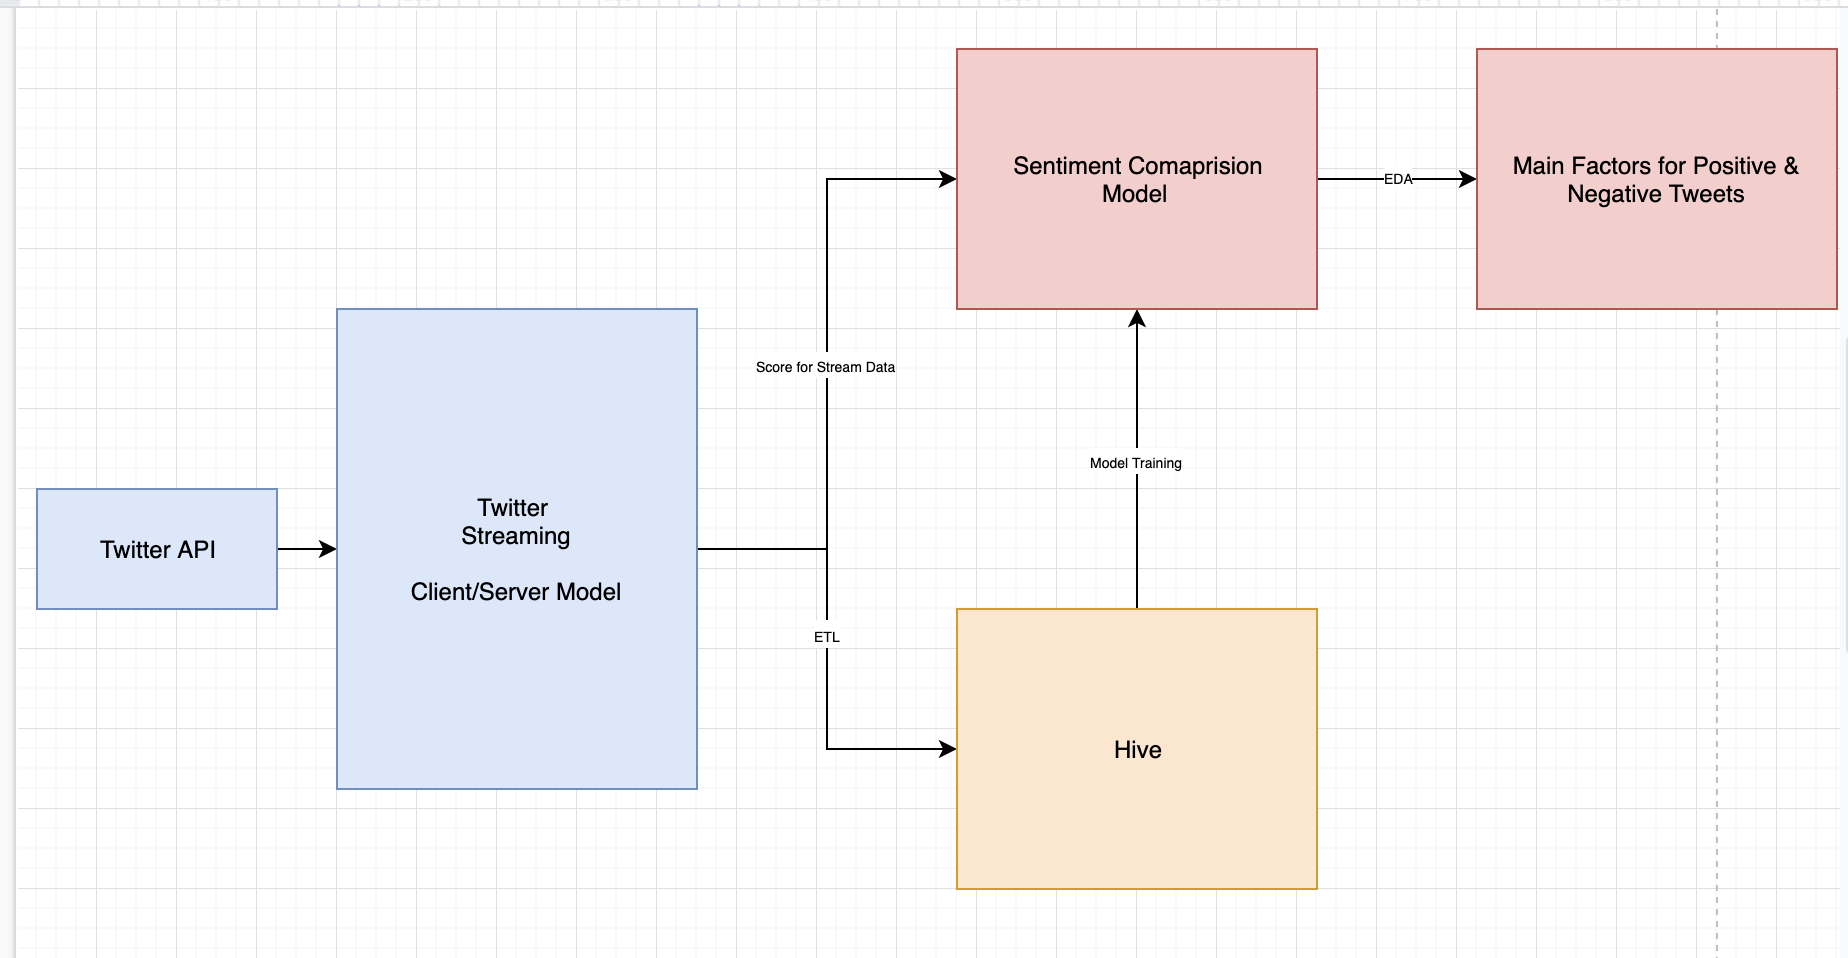 Twitter API
Twitter
Streaming
Client/Server Model
Score for Stream Data
ETL
Sentiment Comaprision
Model
EDA
Main Factors for Positive &
Negative Tweets
Model Training
Hive